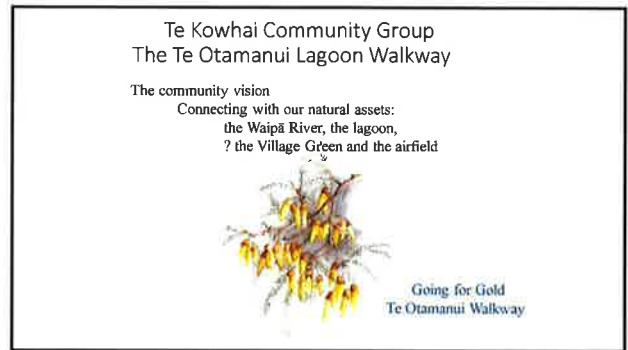 Te Kowhai Community Group
The Te Otamanui Lagoon Walkway
The community vision
Connecting with our natural assets:
the Waipā River, the lagoon,
? the Village Green and the airfield
Going for Gold
Te Otamanui Walkway